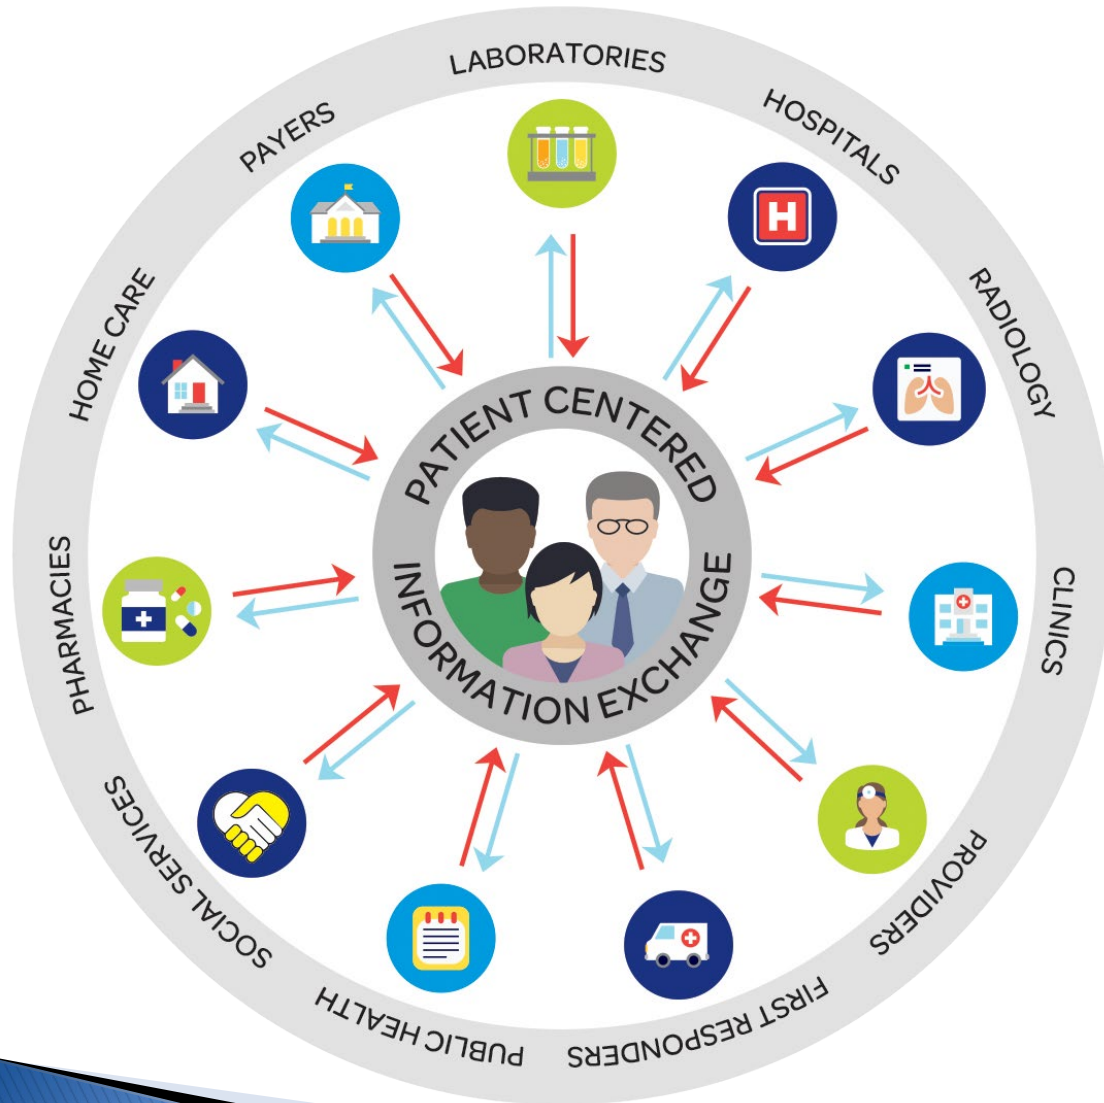 LABORATORIES
HOSPITALS
RADIOLOGY
CLINICS
PROVIDERS
FIRST RESPONDERS
PUBLIC HEALTH
SOCIAL SERVICES
PHARMACIES
HOME CARE
PAYERS
H
PATIENT CENTERED
INFORMATION EXCHANGE